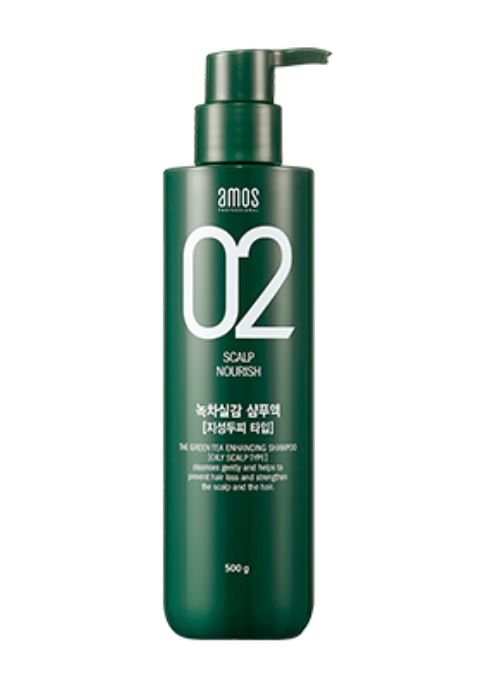 amos
PROFESSIONAL
02
SCALP
NOURISH
녹차실감 샴푸액
[지성두피 타입]
THE GREEN TEA ENHANCING SHAMPOO
[OILY SCALP TYPE]
cleanses gently and helps to
prevent hair loss and strengthen
the scalp and the hair.
500 g